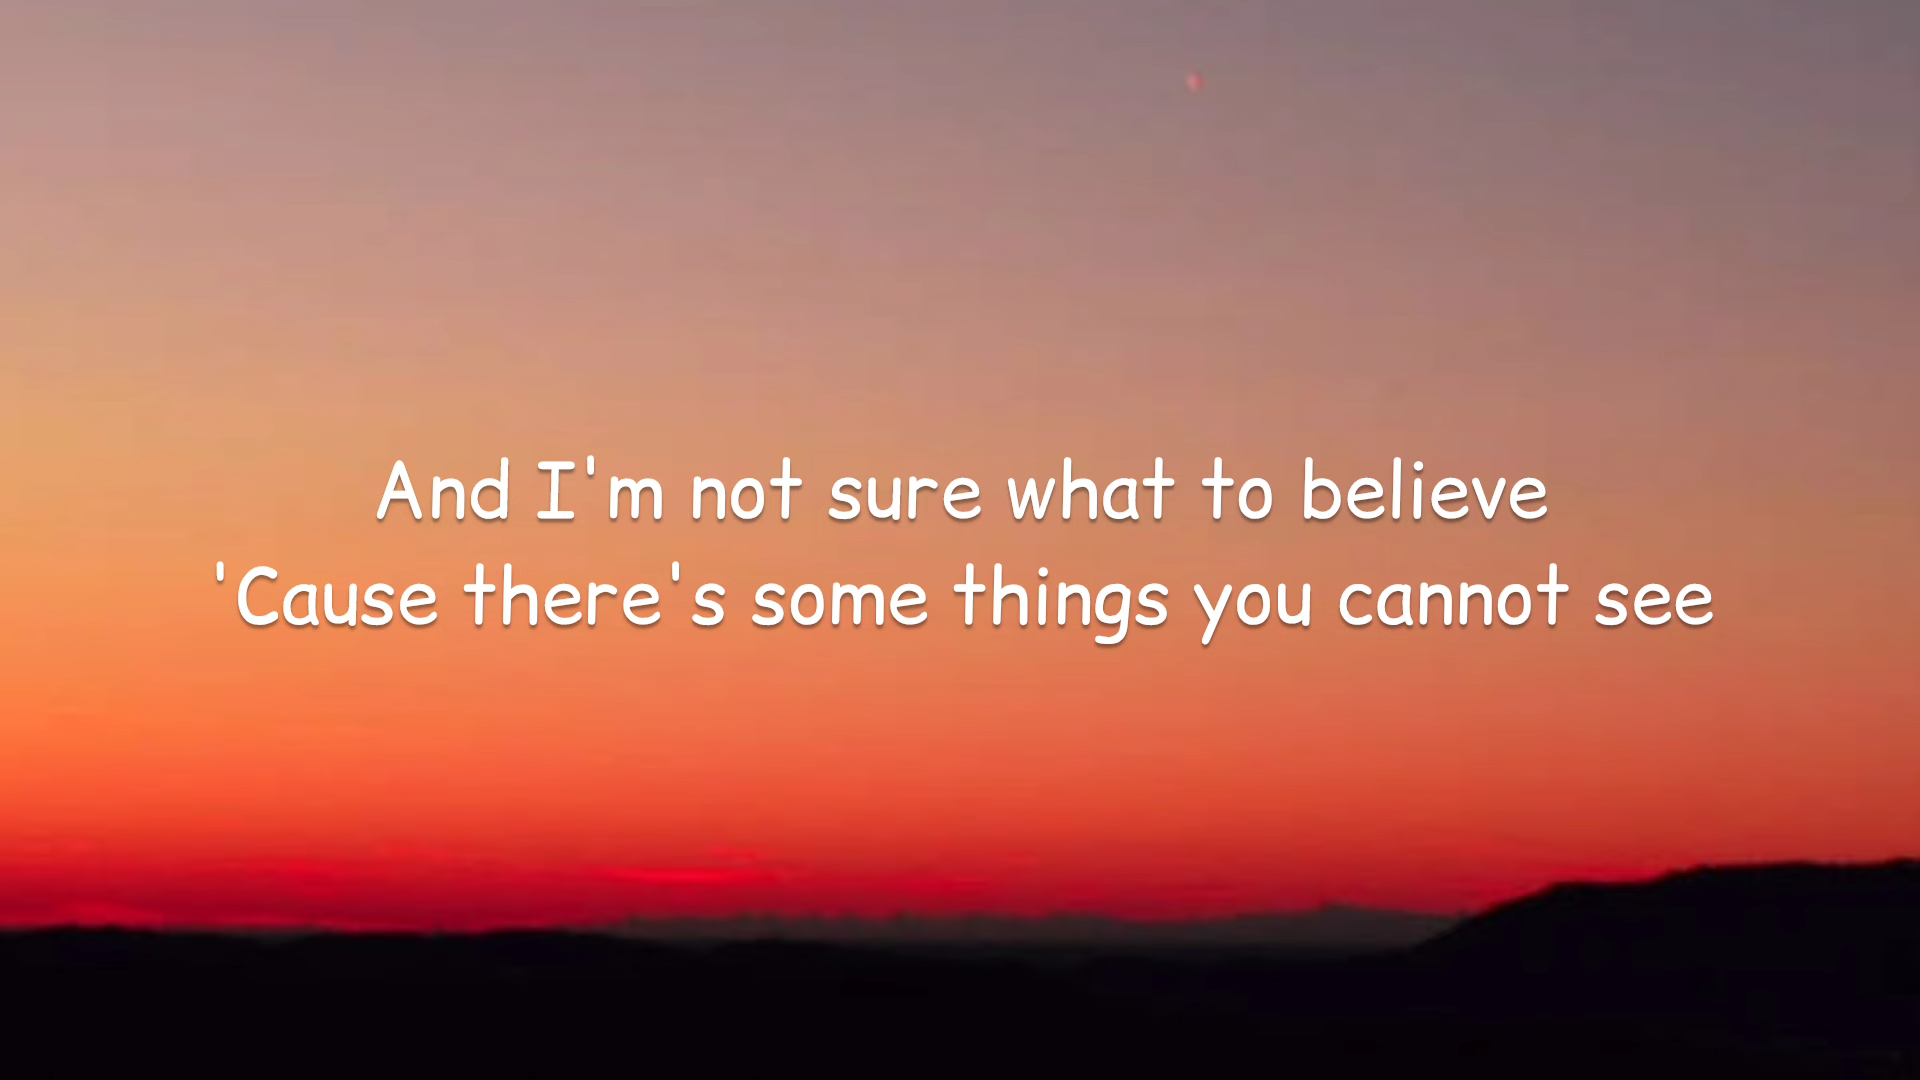 And I'm not sure what to believe
'Cause there's some things you cannot see